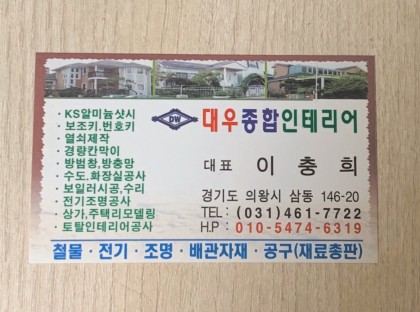 ·KS알미늄샷시
·보조키.번호키
·열쇠제작
·경량칸막이
·방범창,방충망
·수도.화장실공사
·보일러시공,수리
·전기조명공사
·상가,주택리모델링
·토탈인테리어공사
DW 대우종합인테리어
대표 이충희
경기도 의왕시 삼동 146-20
TEL: (031)461-7722
H.P : 010-5474-6319
철물·전기·조명·배관자재·공구(재료총판)